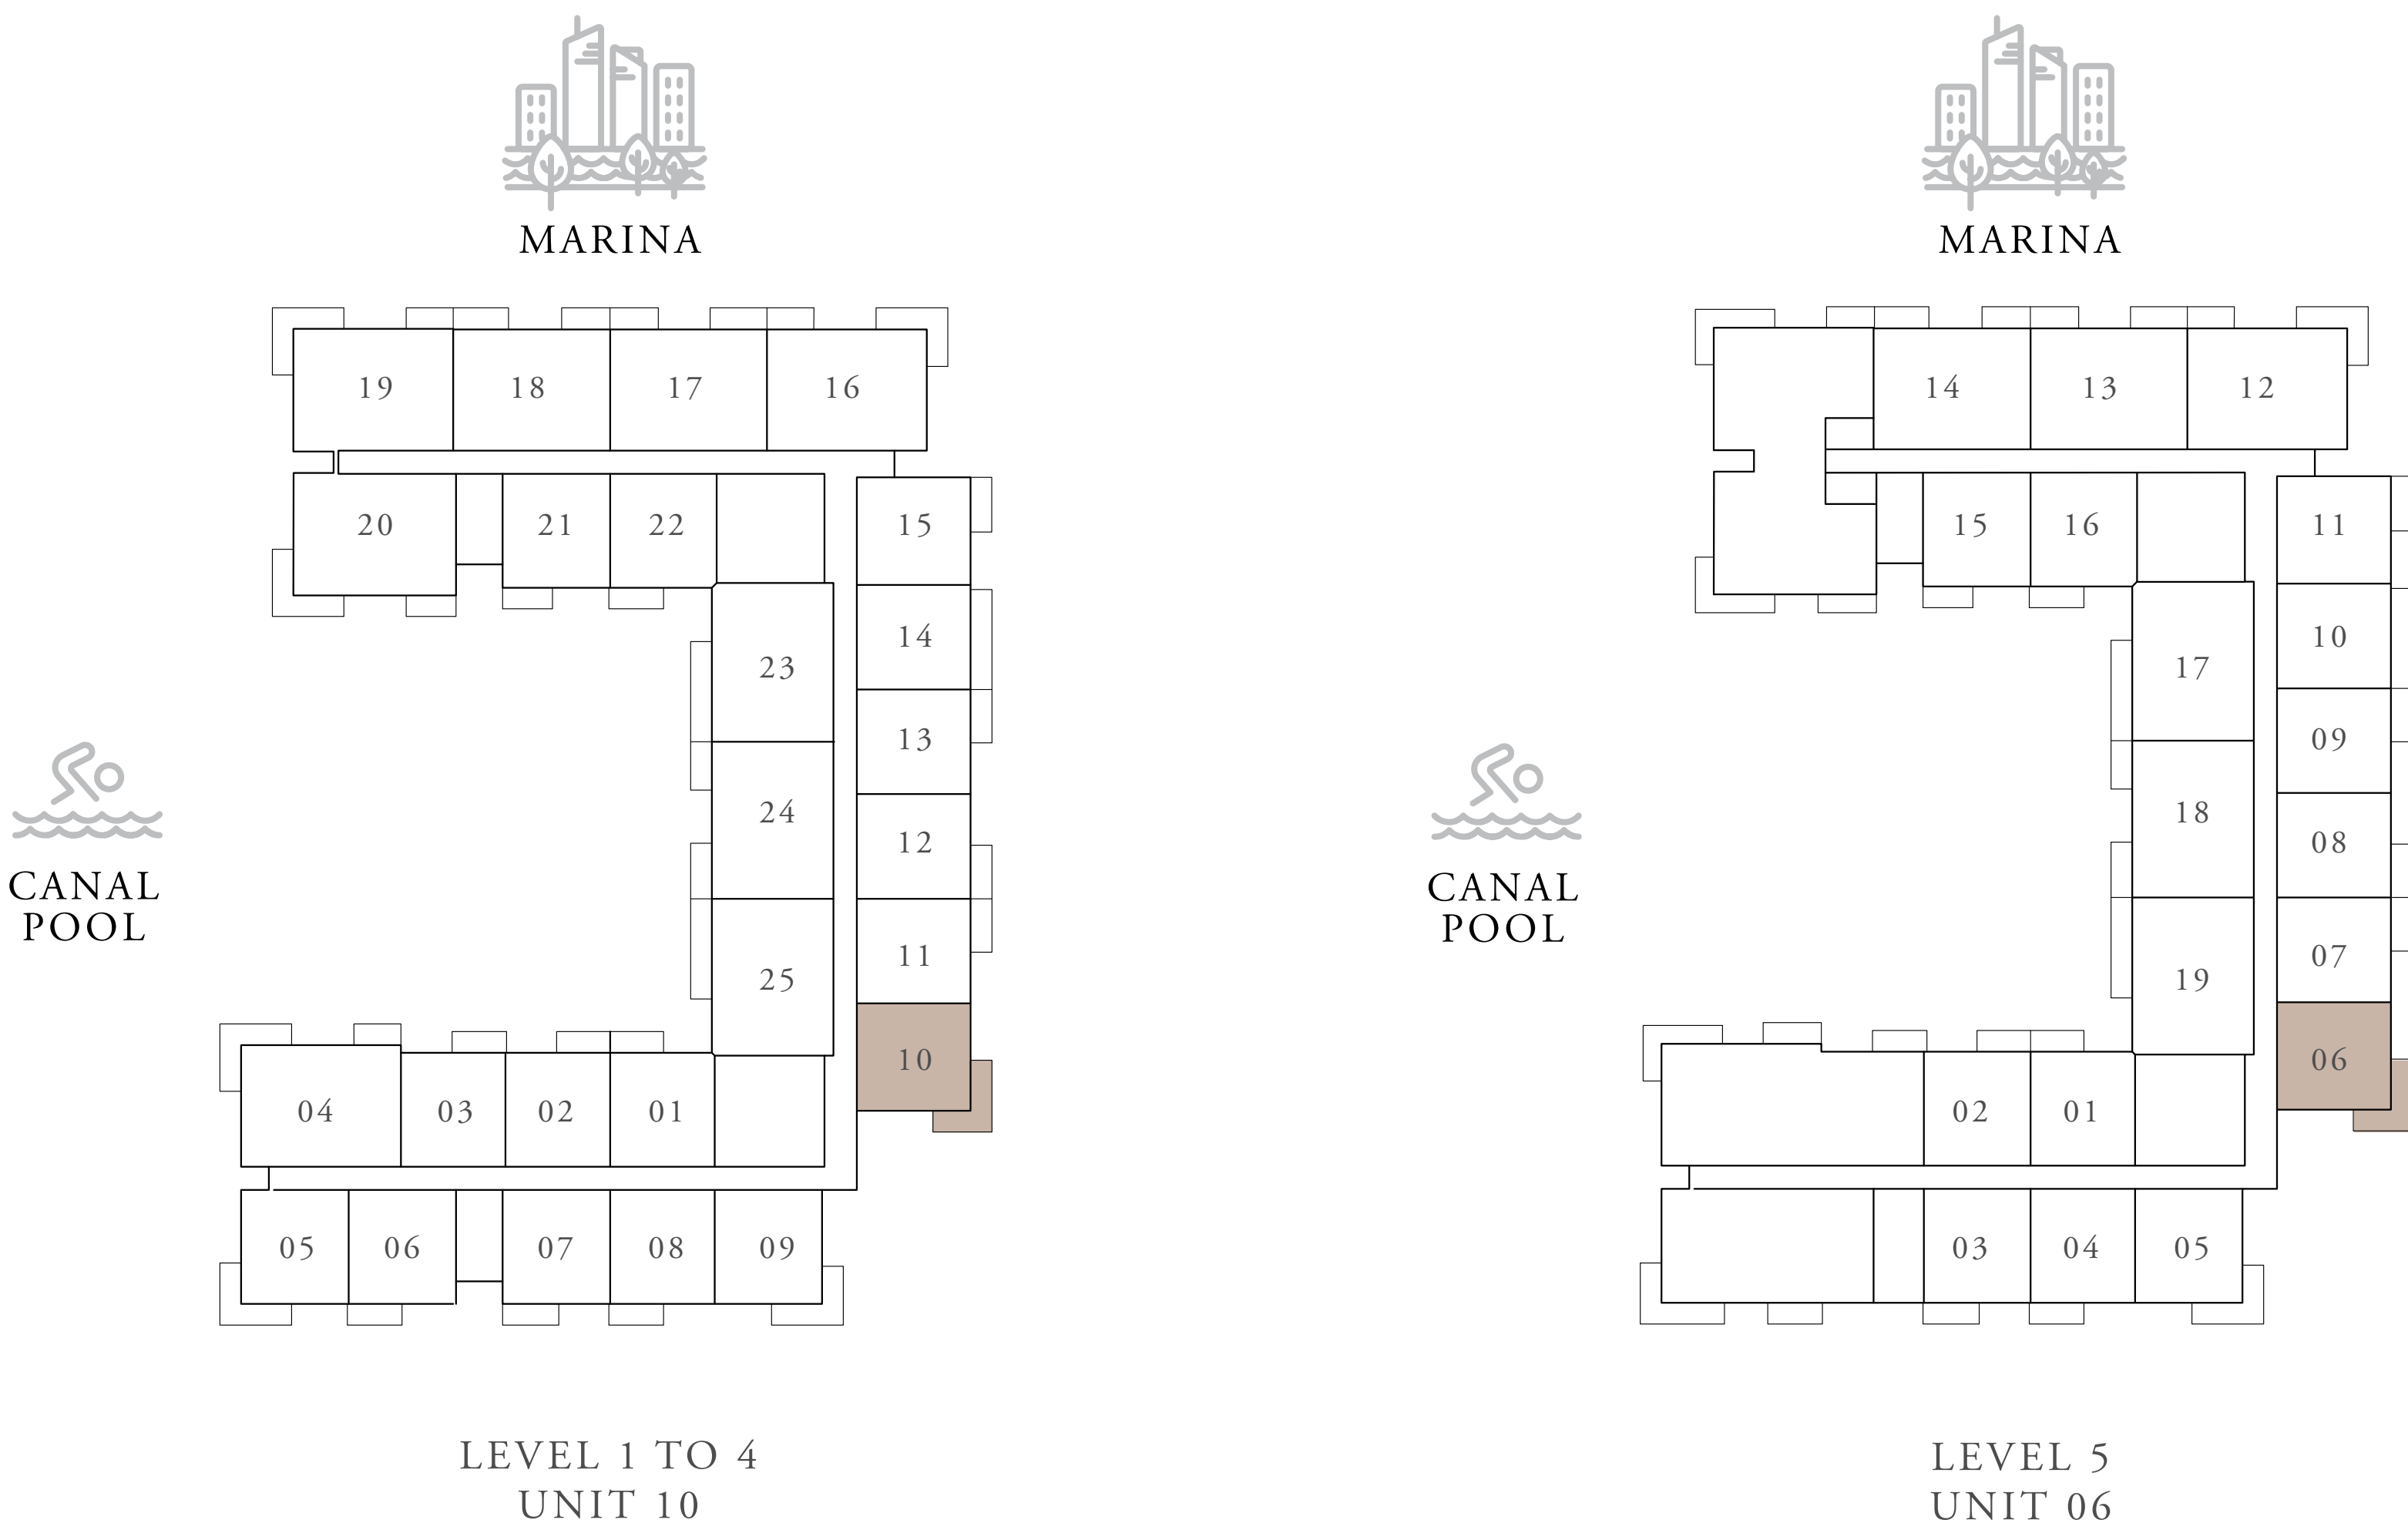 MARINA
19 18 17 16
20 21 22 15
14
23
13
24 12
11
25
10
04 03 02 01
05 06 07 08 09
CANAL
POOL
LEVEL 1 TO 4
UNIT 10
MARINA
14 13 12
15 16 11
10
17
09
18 08
07
19
06
02 01
03 04 05
CANAL
POOL
LEVEL 5
UNIT 06